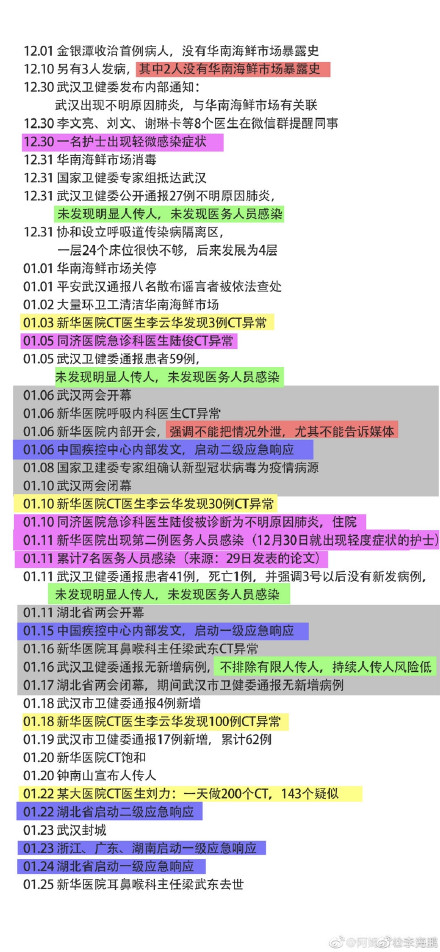 12.01 金银潭收治首例病人，没有华南海鲜市场暴露史
12.10 另有3人发病，其中2人没有华南海鲜市场暴露史
12.30 武汉卫健委发布内部通知：
武汉出现不明原因肺炎，与华南市场有关联
12.30 李文亮、刘文、谢琳卡等8个医生在微信群提醒同事
12.30 一名护士出现轻微感染症状
12.31 华南海鲜市场消毒
12.31 国家卫健委专家组抵达武汉
12.31 武汉卫健委公开通报27例不明原因肺炎，
未发现明显人传人，未发现医务人员感染
12.31 协和设立呼吸道传染病隔离区，
一层24个床位很快不够，后来发展为4层
01.01 华南海鲜市场关停
01.01 平安武汉通报八名散布谣言者被依法查处
01.02 大量环卫工清洁华南海鲜市场
01.03 新华医院CT医生李云华发现3例CT异常
01.05 同济医院急诊科医生陆俊CT异常
01.05 武汉卫健委通报患者59例，
未发现明显人传人，未发现医务人员感染
01.06 武汉两会开幕
01.06 新华医院呼吸内科医生CT异常
01.06 新华医院内部开会，强调不能把情况外泄，尤其不能告诉媒体
01.06 中国疾控中心内部发文，启动二级应急响应
01.08 国家卫建委专家组确认新型冠状病毒为疫情病源
01.10 武汉两会闭幕
01.10 新华医院CT医生李云华发现30例CT异常
01.10 同济医院急诊科医生陆俊被诊断为不明原因肺炎，住院
01.11 新华医院出现第二例医务人员感染（12月30日就出现轻度症状的护士）
01.11 累计7名医务人员感染（来源：29日发表的论文）
01.11 武汉卫健委通报患者41例，死亡1例，并强调3号以后没有新发病例，
未发现明显人传人，未发现医务人员感染
01.11 湖北省两会开幕
01.15 中国疾控中心内部发文，启动一级应急响应
01.16 新华医院耳鼻喉科主任梁武东CT异常
01.16 武汉卫健委通报无新增病例，不排除有限人传人，持续人传人风险低
01.17 湖北省两会闭幕，期间武汉市卫健委通报无新增病例
01.18 武汉市卫健委通报4例新增
01.18 新华医院CT医生李云华发现100例CT异常
01.19 武汉市卫健委通报17例新增，累计62例
01.20 新华医院CT饱和
01.20 钟南山宣布人传人
01.22 某大医院CT医生刘力：一天做200个CT，143个疑似
01.22 湖北省启动二级应急响应
01.23 武汉封城
01.23 浙江、广东、湖南启动一级应急响应
01.24 湖北省启动一级应急响应
01.25 新华医院耳鼻喉科主任梁武东去世